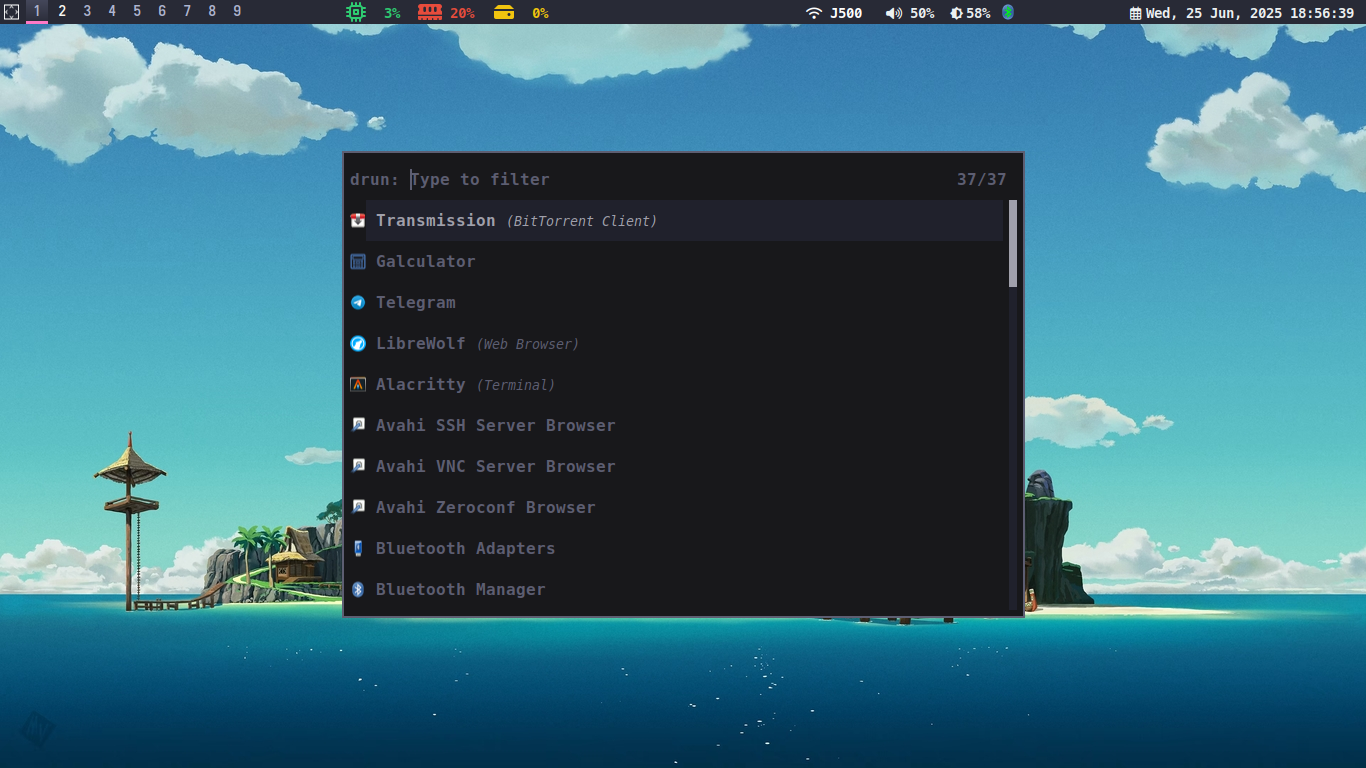 1 2 3 4 5 6 7 8 9 3% 20% 0% J500 50% 58% Wed, 25 Jun, 2025 18:56:39
drun: Type to filter 37/37
Transmission (BitTorrent Client)
Galculator
Telegram
LibreWolf (Web Browser)
Alacritty (Terminal)
Avahi SSH Server Browser
Avahi VNC Server Browser
Avahi Zeroconf Browser
Bluetooth Adapters
Bluetooth Manager